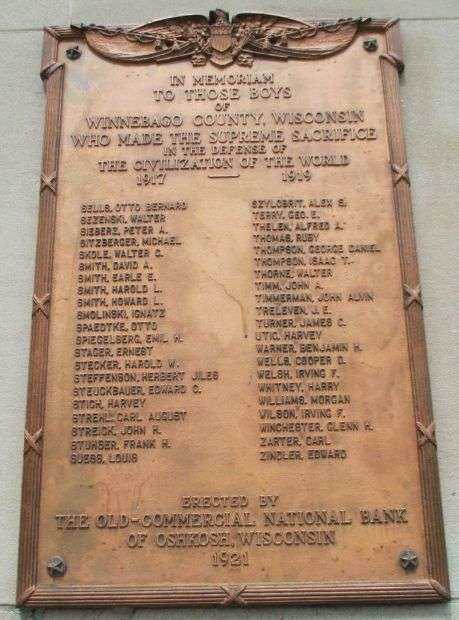 IN MEMORIAM
TO THOSE BOYS
OF
WINNEBAGO COUNTY, WISCONSIN
WHO MADE THE SUPREME SACRIFICE
IN THE DEFENSE OF
THE CIVILIZATION OF THE WORLD
1917 — 1919
SELLS, OTTO BERNARD
SEZENSKI, WALTER
SIEBERZ, PETER A.
SITZBERGER, MICHAEL
SKOLE, WALTER C.
SMITH, DAVID A.
SMITH, EARLE E.
SMITH, HAROLD L.
SMITH, HOWARD L.
SMOLINSKI, IGNATZ
SPAEDTKE, OTTO
SPIEGELBERG, EMIL H.
STAGER, ERNEST
STECKER, HAROLD W.
STEFFENSON, HERBERT JILES
STEUCKBAUER, EDWARD C.
STICH, HARVEY
STREHL, CARL AUGUST
STREICK, JOHN H.
STUHSER, FRANK H.
SUESS, LOUIS
SZYLOBRIT, ALEX S.
TERRY, GEO. E.
THELEN, ALFRED A.
THOMAS, RUBY
THOMPSON, GEORGE DANIEL
THOMPSON, ISAAC T.
THORNE, WALTER
TIMM, JOHN A.
TIMMERMAN, JOHN ALVIN
TRELEVEN, J. E.
TURNER, JAMES C.
UTIG, HARVEY
WARNER, BENJAMIN H.
WELLS, COOPER D.
WELSH, IRVING F.
WHITNEY, HARRY
WILLIAMS, MORGAN
WILSON, IRVING F.
WINCHESTER, GLENN H.
ZARTER, CARL
ZINDLER, EDWARD
ERECTED BY
THE OLD-COMMERCIAL NATIONAL BANK
OF OSHKOSH, WISCONSIN
1921